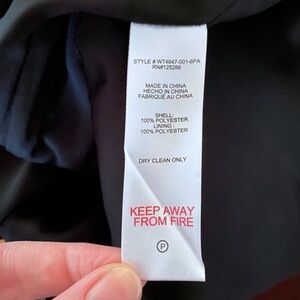 STYLE # WT4647-001-6PA
RN#125286
MADE IN CHINA
HECHO EN CHINA
FABRIQUÉ AU CHINA
SHELL:
100% POLYESTER
LINING :
100% POLYESTER
DRY CLEAN ONLY
KEEP AWAY
FROM FIRE
P